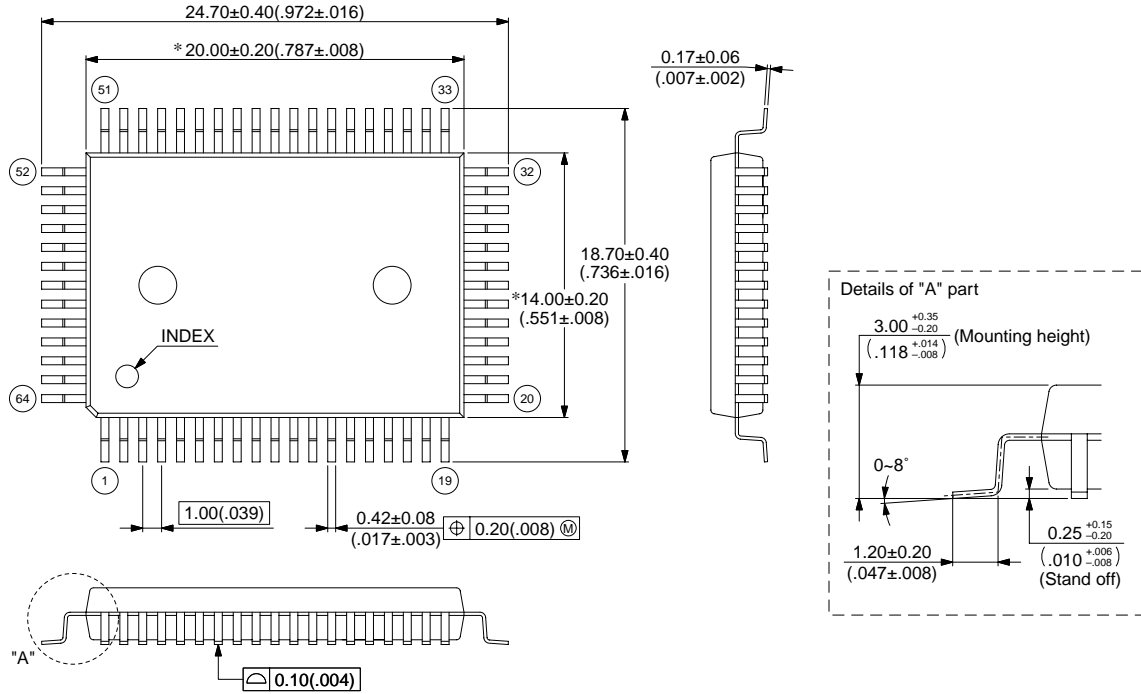 24.70±0.40(.972±.016)
*20.00±0.20(.787±.008)
0.17±0.06
(.007±.002)
51
33
52
32
18.70±0.40
(.736±.016)
*14.00±0.20
(.551±.008)
INDEX
64
20
1
19
1.00(.039)
0.42±0.08
(.017±.003)
⌖ 0.20(.008) Ⓜ
"A"
⌓ 0.10(.004)
Details of "A" part
3.00 +0.35 –0.20 (Mounting height)
(.118 +.014 –.008)
0~8°
1.20±0.20
(.047±.008)
0.25 +0.15 –0.20
(.010 +.006 –.008)
(Stand off)